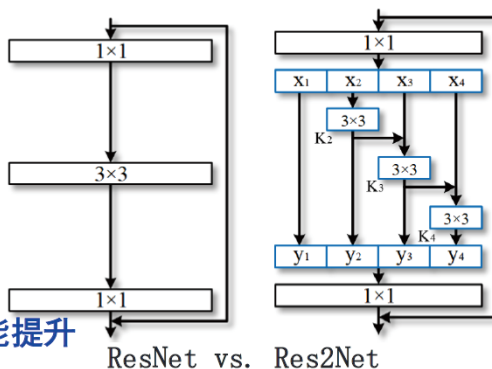 1×1
3×3
1×1
1×1
x1 x2 x3 x4
3×3
K2
3×3
K3
3×3
K4
y1 y2 y3 y4
1×1
能提升
ResNet vs. Res2Net